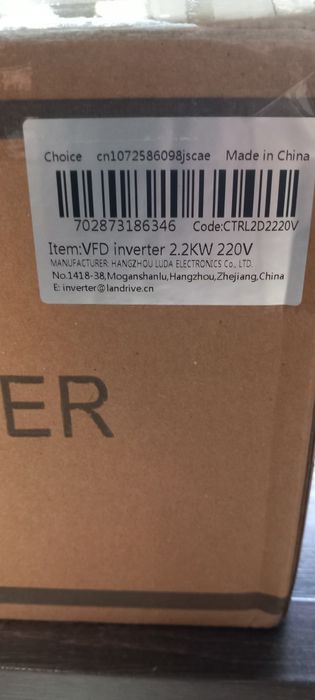 Choice cn1072586098jscae Made in China
702873186346 Code:CTRL2D2220V
Item:VFD inverter 2.2KW 220V
MANUFACTURER: HANGZHOU LUDA ELECTRONICS Co., LTD.
No.1418-38,Moganshanlu,Hangzhou,Zhejiang,China
E: inverter@landrive.cn
ER